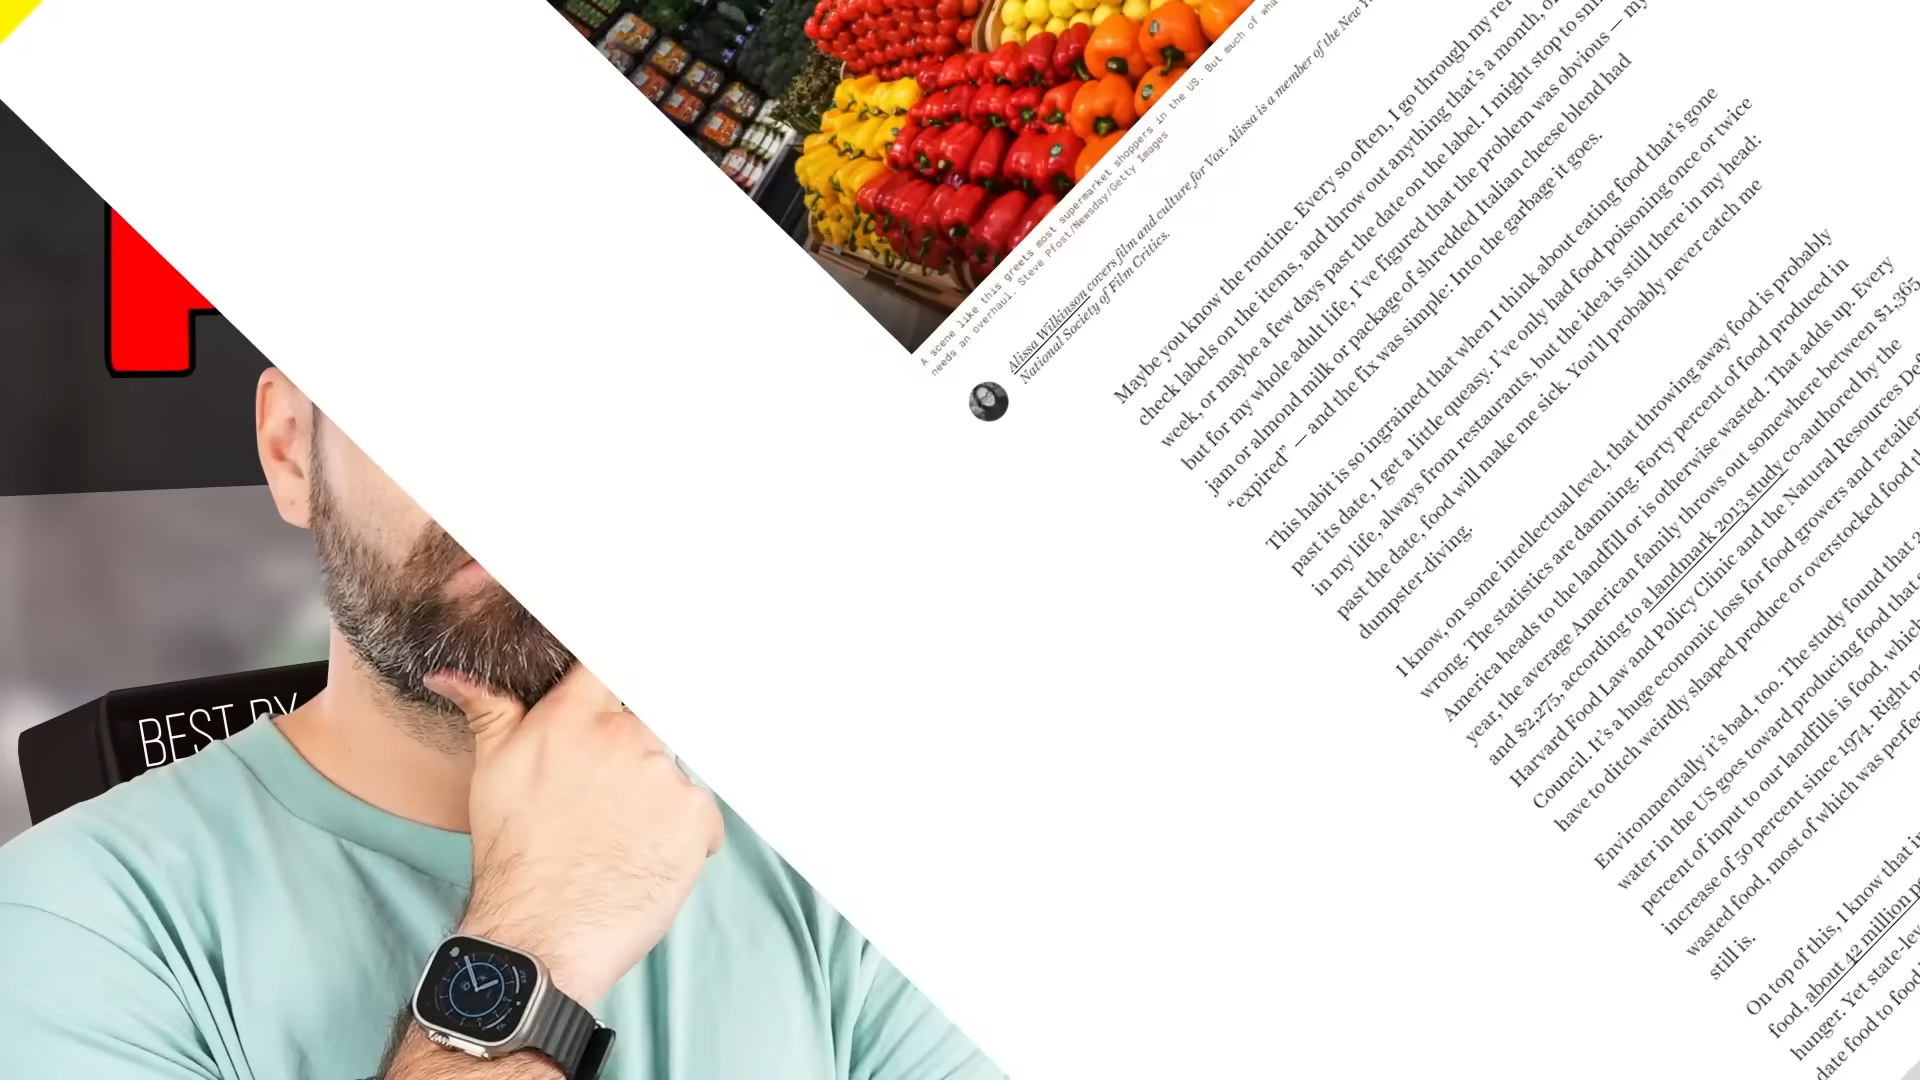 BEST BY
A scene like this greets most supermarket shoppers in the US. But much of
needs an overhaul. Steve Pfost/Newsday/Getty Images
Alissa Wilkinson covers film and culture for Vox. Alissa is a member of the New
National Society of Film Critics.
Maybe you know the routine. Every so often, I go through my
check labels on the items, and throw out anything that's a month,
week, or maybe a few days past the date on the label. I might stop to
but for my whole adult life, I've figured that the problem was obvious — my
jam or almond milk or package of shredded Italian cheese blend had
“expired” — and the fix was simple: Into the garbage it goes.
This habit is so ingrained that when I think about eating food that's gone
past its date, I get a little queasy. I've only had food poisoning once or twice
in my life, always from restaurants, but the idea is still there in my head:
past the date, food will make me sick. You'll probably never catch me
dumpster-diving.
I know, on some intellectual level, that throwing away food is probably
wrong. The statistics are damning. Forty percent of food produced in
America heads to the landfill or is otherwise wasted. That adds up. Every
year, the average American family throws out somewhere between $1,365
and $2,275, according to a landmark 2013 study co-authored by the
Harvard Food Law and Policy Clinic and the Natural Resources
Council. It's a huge economic loss for food growers and
have to ditch weirdly shaped produce or overstocked food
Environmentally it's bad, too. The study found that
water in the US goes toward producing food that
percent of input to our landfills is food, which
increase of 50 percent since 1974. Right
wasted food, most of which was
still is.
On top of this, I know that
food, about 42 million
hunger. Yet
date food to